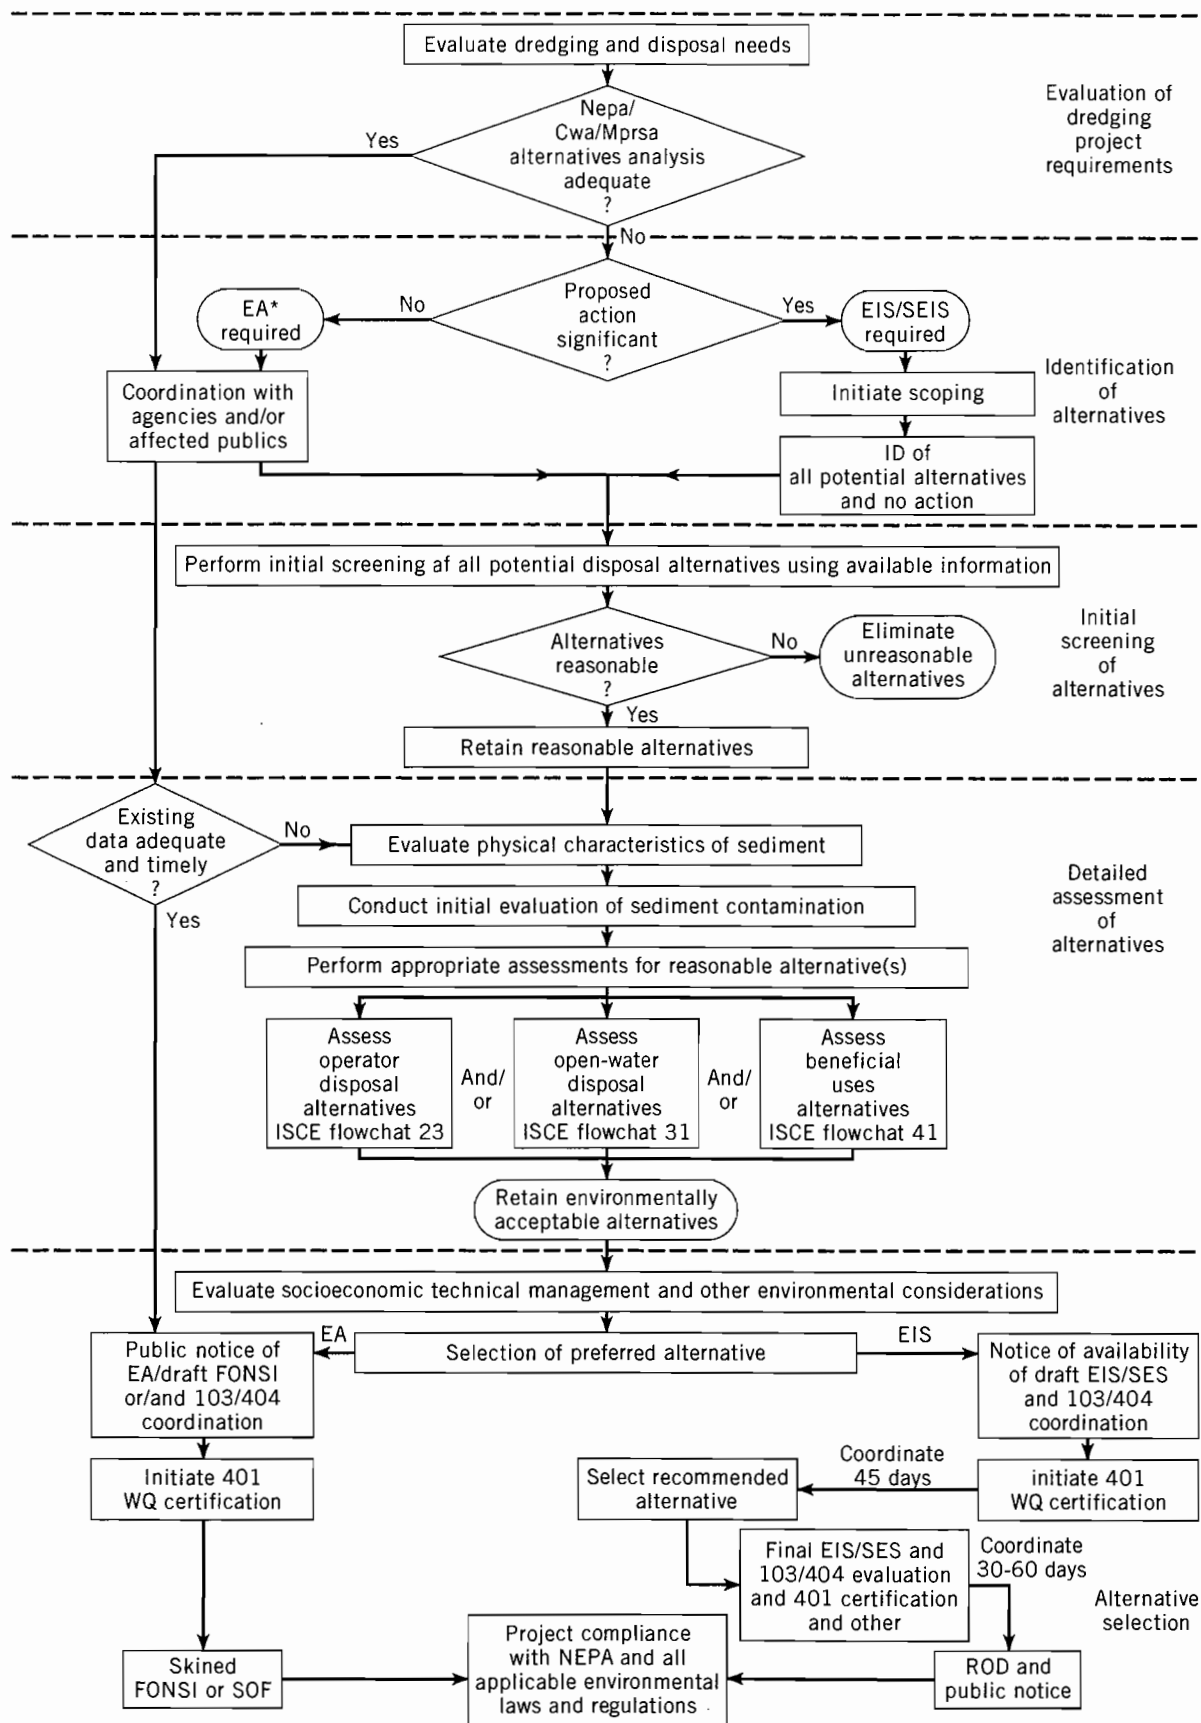 Evaluate dredging and disposal needs
Nepa/
Cwa/Mprsa
alternatives analysis
adequate
?
Yes
No
Evaluation of
dredging
project
requirements
Proposed
action
significant
?
No
Yes
EA*
required
EIS/SEIS
required
Coordination with
agencies and/or
affected publics
Initiate scoping
ID of
all potential alternatives
and no action
Identification
of
alternatives
Perform initial screening af all potential disposal alternatives using available information
Alternatives
reasonable
?
No
Eliminate
unreasonable
alternatives
Yes
Retain reasonable alternatives
Initial
screening
of
alternatives
Existing
data adequate
and timely
?
No
Yes
Evaluate physical characteristics of sediment
Conduct initial evaluation of sediment contamination
Perform appropriate assessments for reasonable alternative(s)
Assess
operator
disposal
alternatives
ISCE flowchat 23
And/
or
Assess
open-water
disposal
alternatives
ISCE flowchat 31
And/
or
Assess
beneficial
uses
alternatives
ISCE flowchat 41
Retain environmentally
acceptable alternatives
Detailed
assessment
of
alternatives
Evaluate socioeconomic technical management and other environmental considerations
Selection of preferred alternative
EA
EIS
Public notice of
EA/draft FONSI
or/and 103/404
coordination
Notice of availability
of draft EIS/SES
and 103/404
coordination
Initiate 401
WQ certification
initiate 401
WQ certification
Coordinate
45 days
Select recommended
alternative
Final EIS/SES and
103/404 evaluation
and 401 certification
and other
Coordinate
30-60 days
Alternative
selection
Skined
FONSI or SOF
Project compliance
with NEPA and all
applicable environmental
laws and regulations
ROD and
public notice